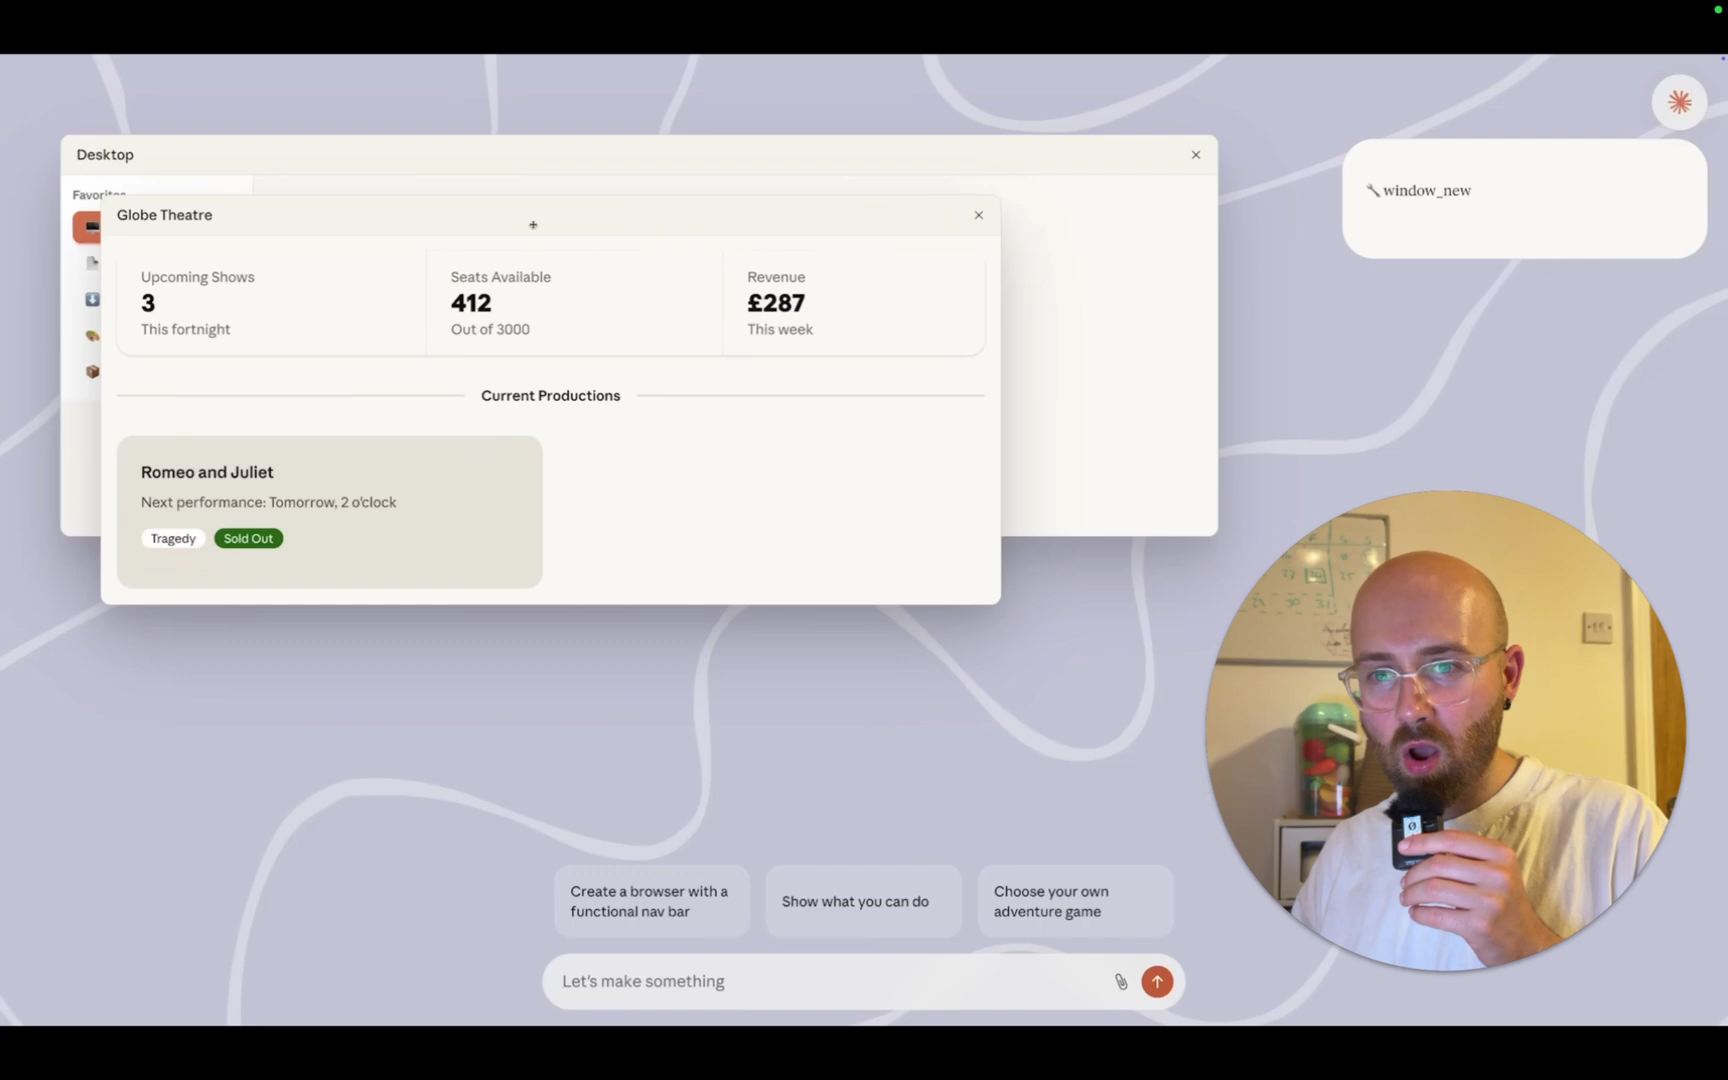 Desktop
Favorites
Globe Theatre
Upcoming Shows
3
This fortnight
Seats Available
412
Out of 3000
Revenue
£287
This week
Current Productions
Romeo and Juliet
Next performance: Tomorrow, 2 o'clock
Tragedy
Sold Out
window_new
Create a browser with a
functional nav bar
Show what you can do
Choose your own
adventure game
Let's make something